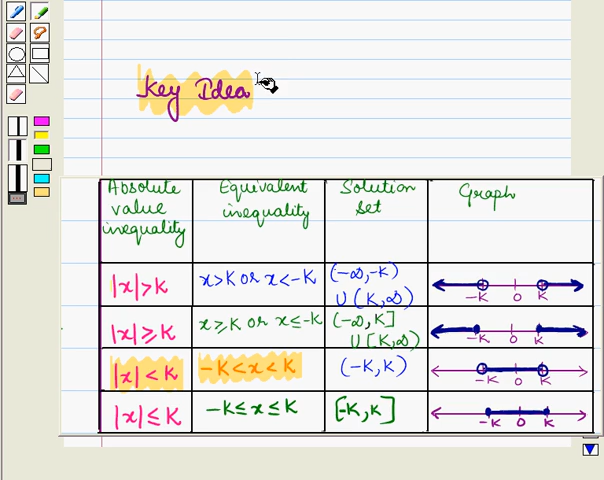 Key Idea
Absolute value inequality
Equivalent inequality
Solution set
Graph
|x|>K
x>K or x<-K
(-∞,-K) ∪ (K,∞)
-K 0 K
|x|≥K
x≥K or x≤-K
(-∞,K] ∪ [K,∞)
-K 0 K
|x|<K
-K<x<K
(-K,K)
-K 0 K
|x|≤K
-K≤x≤K
[-K,K]
-K 0 K